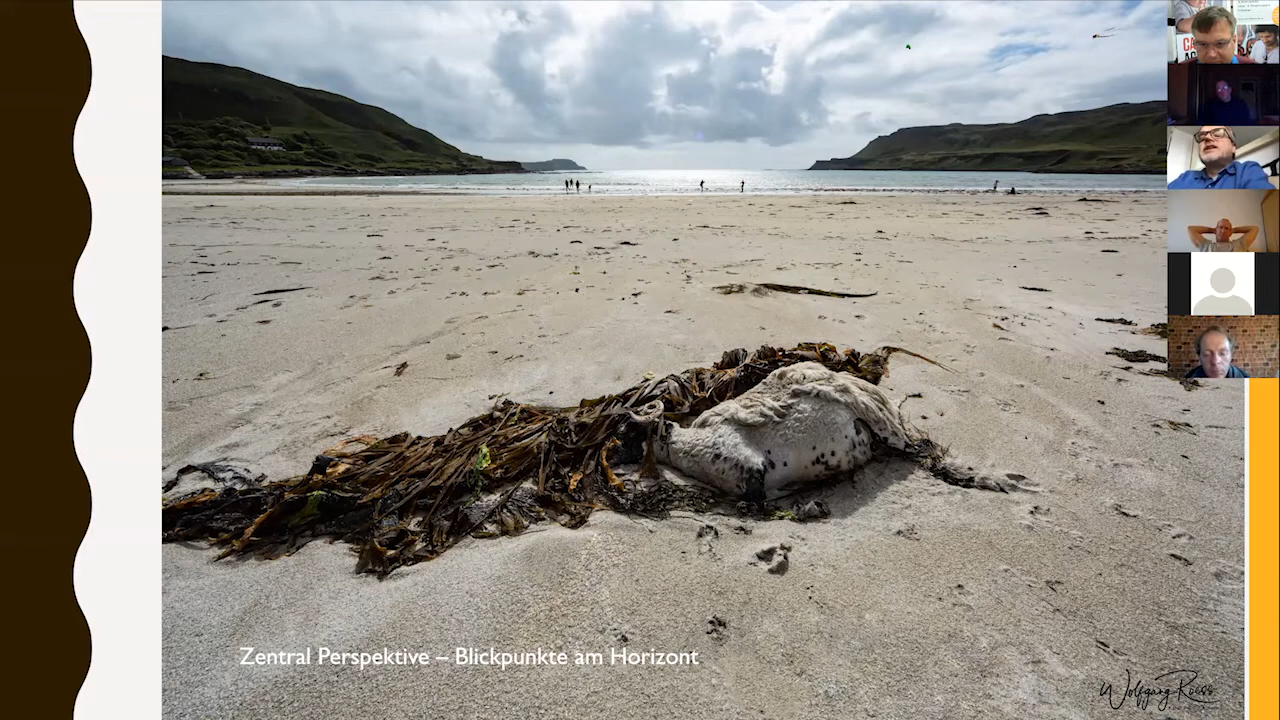 Zentral Perspektive – Blickpunkte am Horizont
Wolfgang Roess